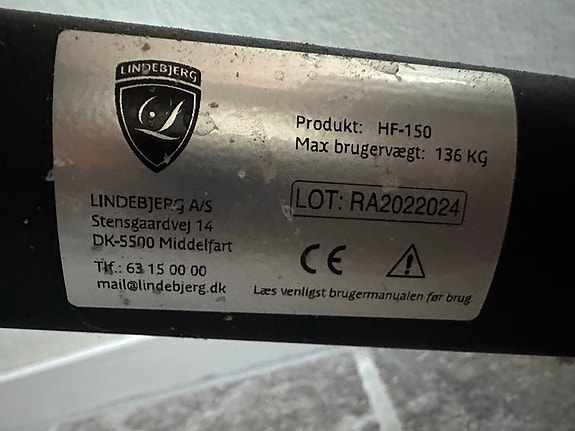 LINDEBJERG
Produkt: HF-150
Max brugervægt: 136 KG
LOT: RA2022024
LINDEBJERG A/S
Stensgaardvej 14
DK-5500 Middelfart
Tlf.: 63 15 00 00
mail@lindebjerg.dk
CE
Læs venligst brugermanualen før brug